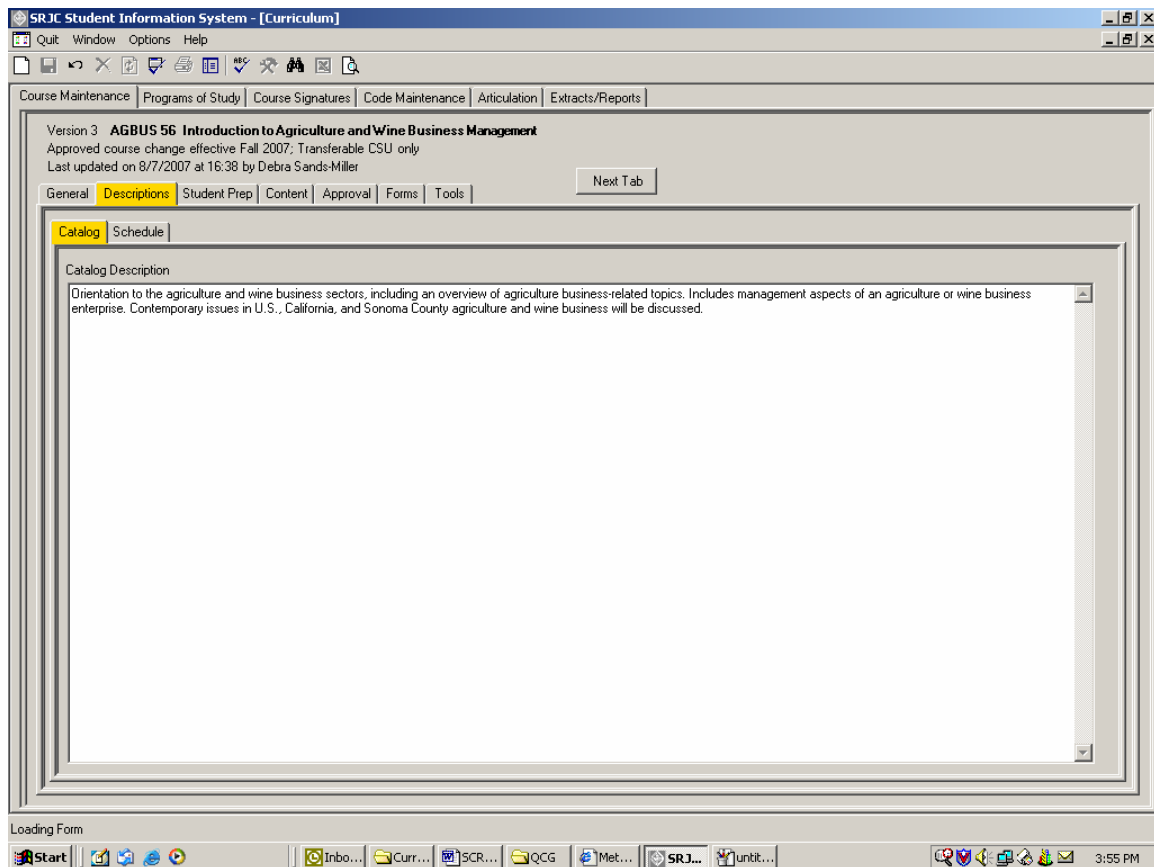 SRJC Student Information System - [Curriculum]
Quit Window Options Help
ABC
Course Maintenance Programs of Study Course Signatures Code Maintenance Articulation Extracts/Reports
Version 3 AGBUS 56 Introduction to Agriculture and Wine Business Management
Approved course change effective Fall 2007; Transferable CSU only
Last updated on 8/7/2007 at 16:38 by Debra Sands-Miller
Next Tab
General Descriptions Student Prep Content Approval Forms Tools
Catalog Schedule
Catalog Description
Orientation to the agriculture and wine business sectors, including an overview of agriculture business-related topics. Includes management aspects of an agriculture or wine business
enterprise. Contemporary issues in U.S., California, and Sonoma County agriculture and wine business will be discussed.
Loading Form
Start Inbo... Curr... SCR... QCG Met... SRJ... untit... 3:55 PM